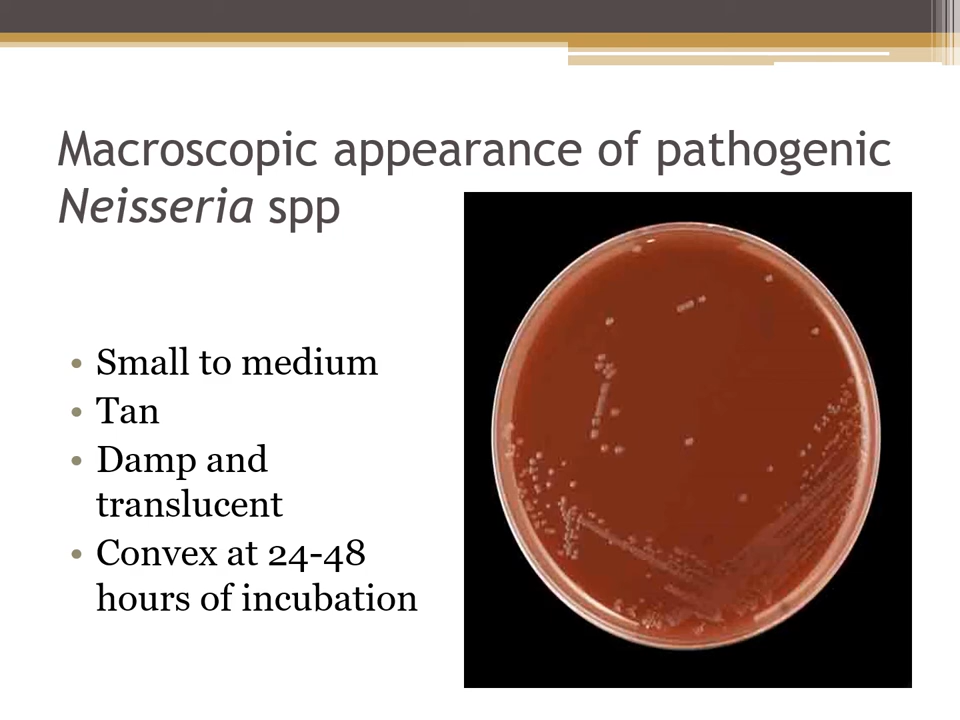 Macroscopic appearance of pathogenic
Neisseria spp
• Small to medium
• Tan
• Damp and
translucent
• Convex at 24-48
hours of incubation